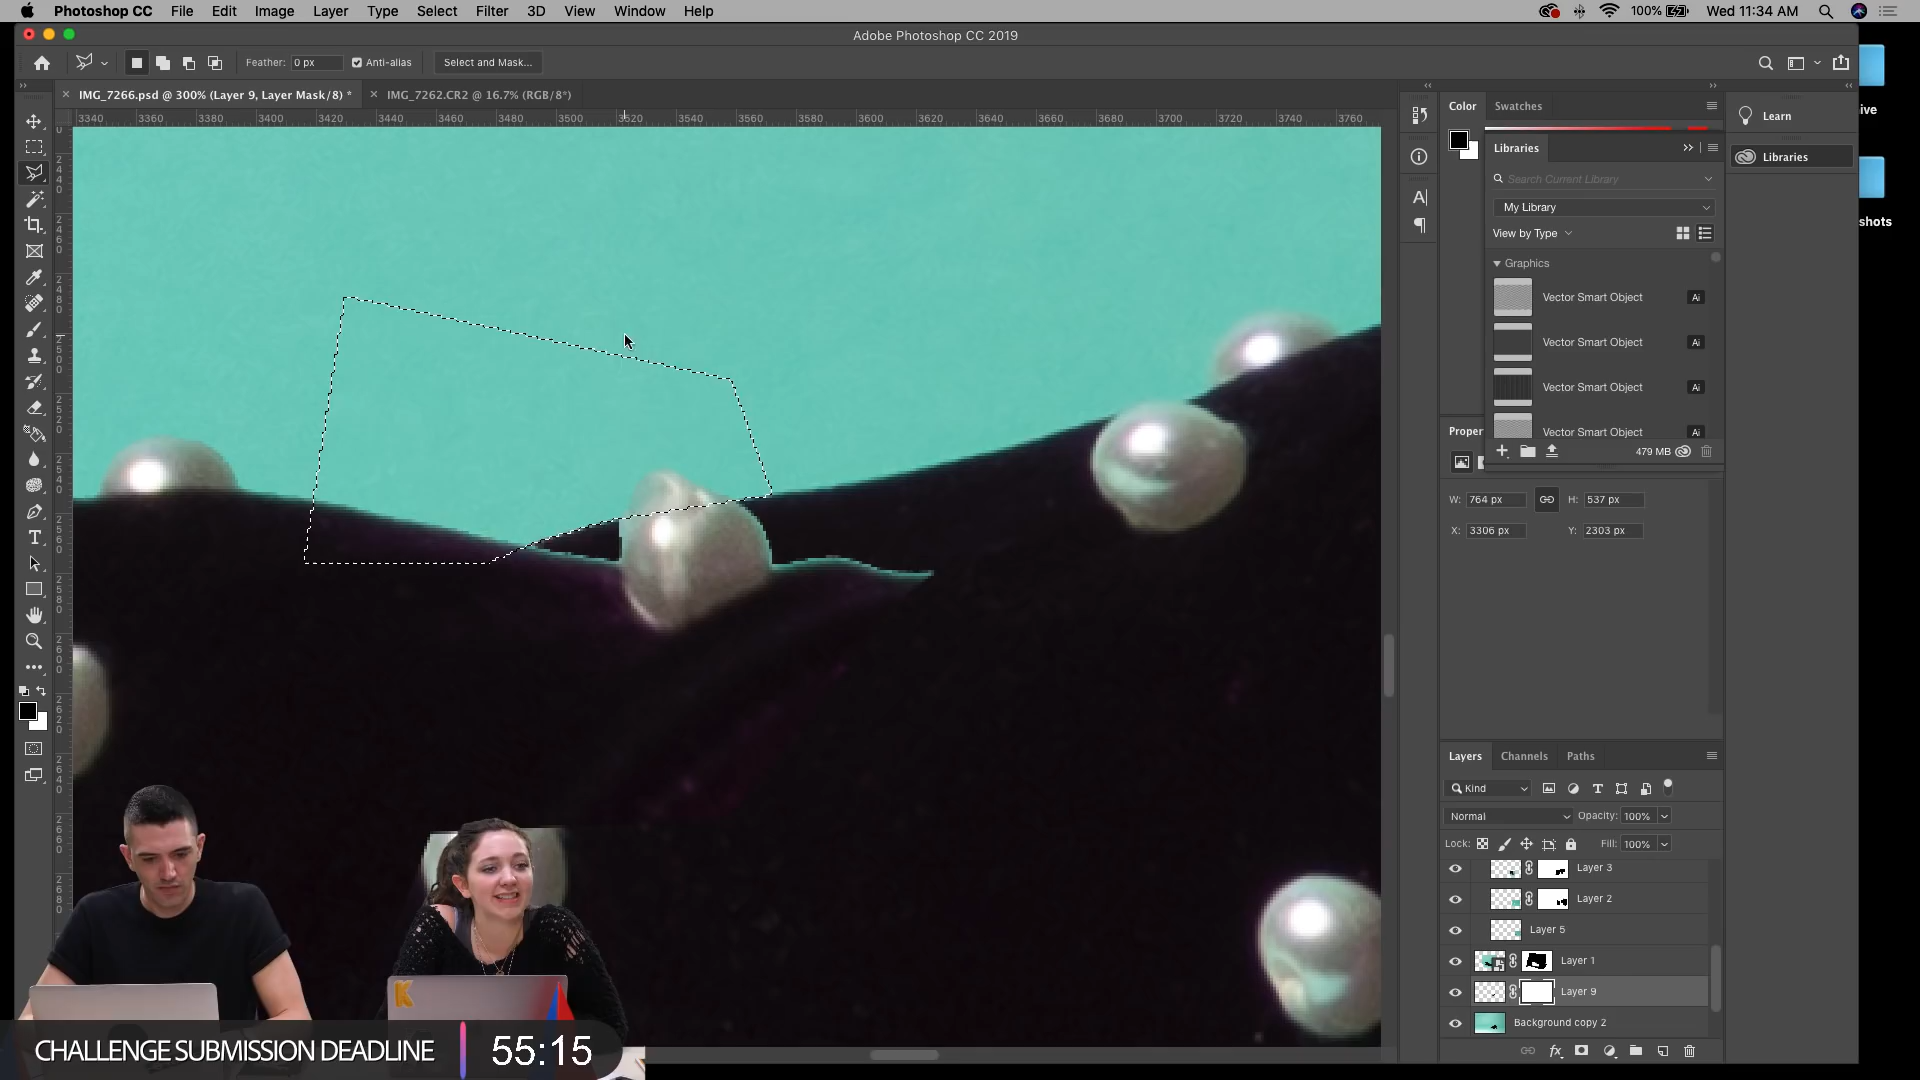 Photoshop CC File Edit Image Layer Type Select Filter 3D View Window Help 100% Wed 11:34 AM
Adobe Photoshop CC 2019
Feather: 0 px Anti-alias Select and Mask...
IMG_7266.psd @ 300% (Layer 9, Layer Mask/8) * IMG_7262.CR2 @ 16.7% (RGB/8*)
3340 3360 3380 3400 3420 3440 3460 3480 3500 3520 3540 3560 3580 3600 3620 3640 3660 3680 3700 3720 3740 3760
Color Swatches
Learn
Libraries
Libraries
Search Current Library
My Library
View by Type
Graphics
Vector Smart Object Ai
Vector Smart Object Ai
Vector Smart Object Ai
Vector Smart Object Ai
479 MB
Proper
W: 764 px H: 537 px
X: 3306 px Y: 2303 px
Layers Channels Paths
Kind
Normal Opacity: 100%
Lock: Fill: 100%
Layer 3
Layer 2
Layer 5
Layer 1
Layer 9
Background copy 2
ive
shots
K
CHALLENGE SUBMISSION DEADLINE 55:15